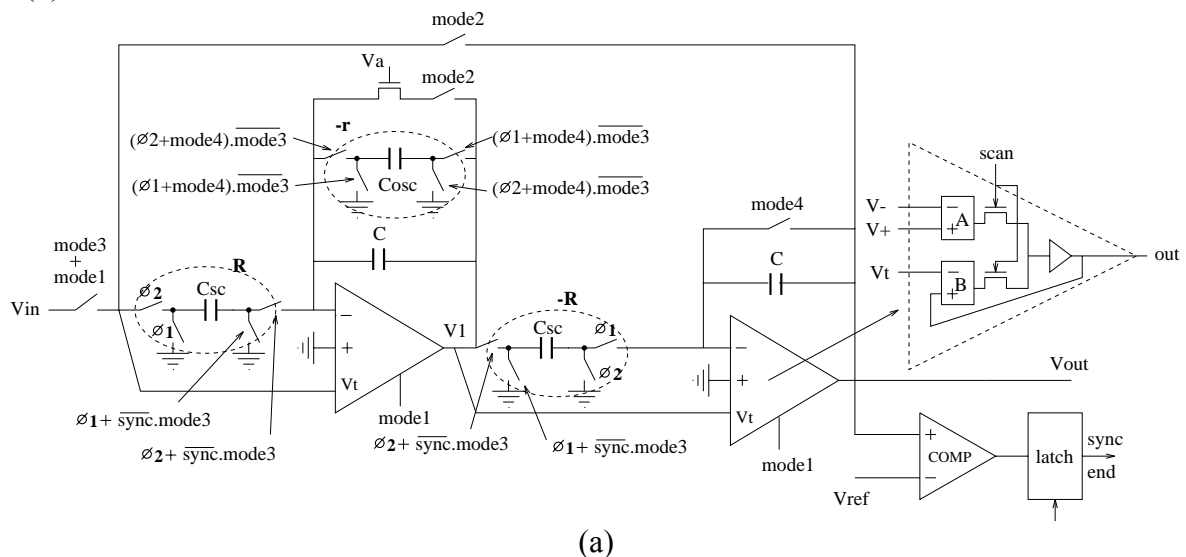 mode2
Va
mode2
(ø2+mode4).mode3
-r
(ø1+mode4).mode3
scan
(ø1+mode4).mode3
Cosc
(ø2+mode4).mode3
V-
A
mode4
V+
mode3
+
mode1
C
C
out
R
Vt
B
Vin
ø2
Csc
-R
ø1
V1
Csc
ø1
Vout
ø2
Vt
mode1
Vt
ø1+ sync.mode3
ø2+ sync.mode3
ø1+ sync.mode3
sync
ø2+ sync.mode3
mode1
COMP
latch
end
Vref
(a)